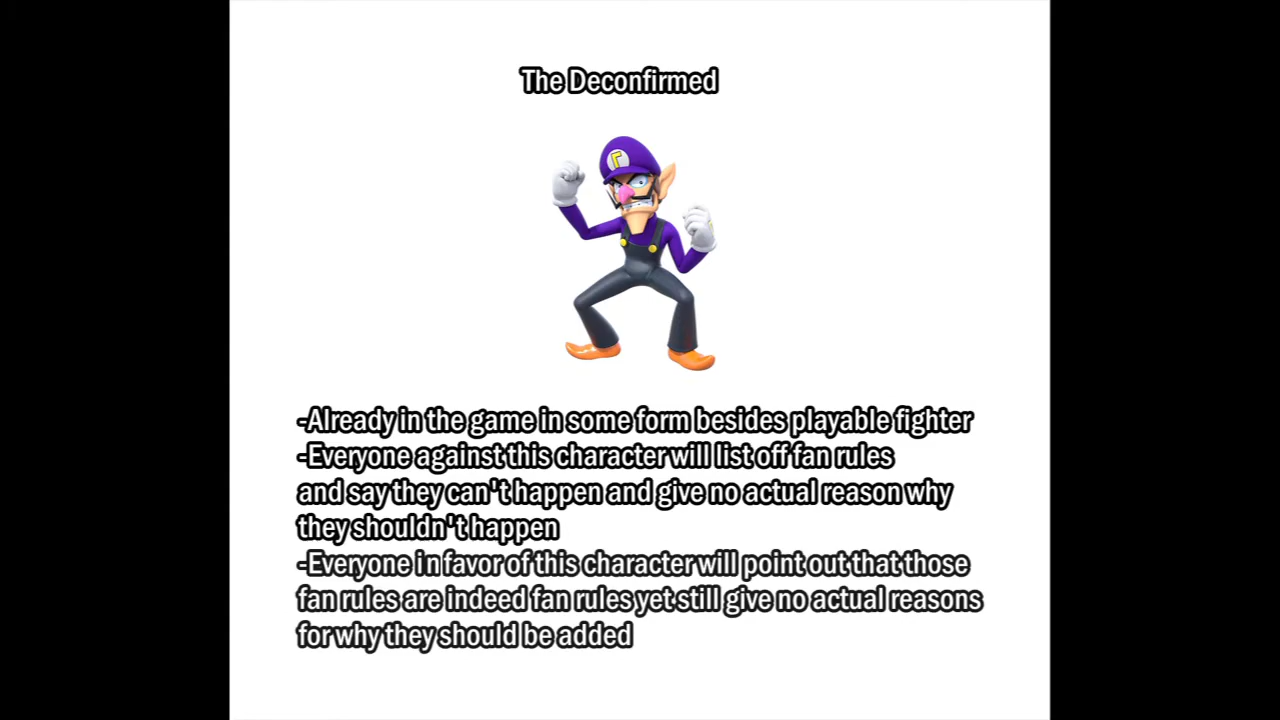 The Deconfirmed
-Already in the game in some form besides playable fighter
-Everyone against this character will list off fan rules
and say they can't happen and give no actual reason why
they shouldn't happen
-Everyone in favor of this character will point out that those
fan rules are indeed fan rules yet still give no actual reasons
for why they should be added